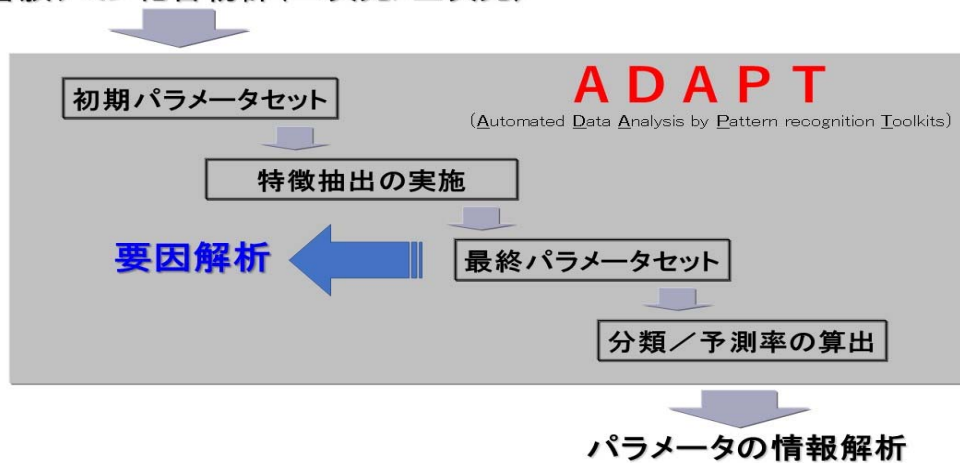 初期パラメータセット
ＡＤＡＰＴ
(Automated Data Analysis by Pattern recognition Toolkits)
特徴抽出の実施
要因解析
最終パラメータセット
分類／予測率の算出
パラメータの情報解析